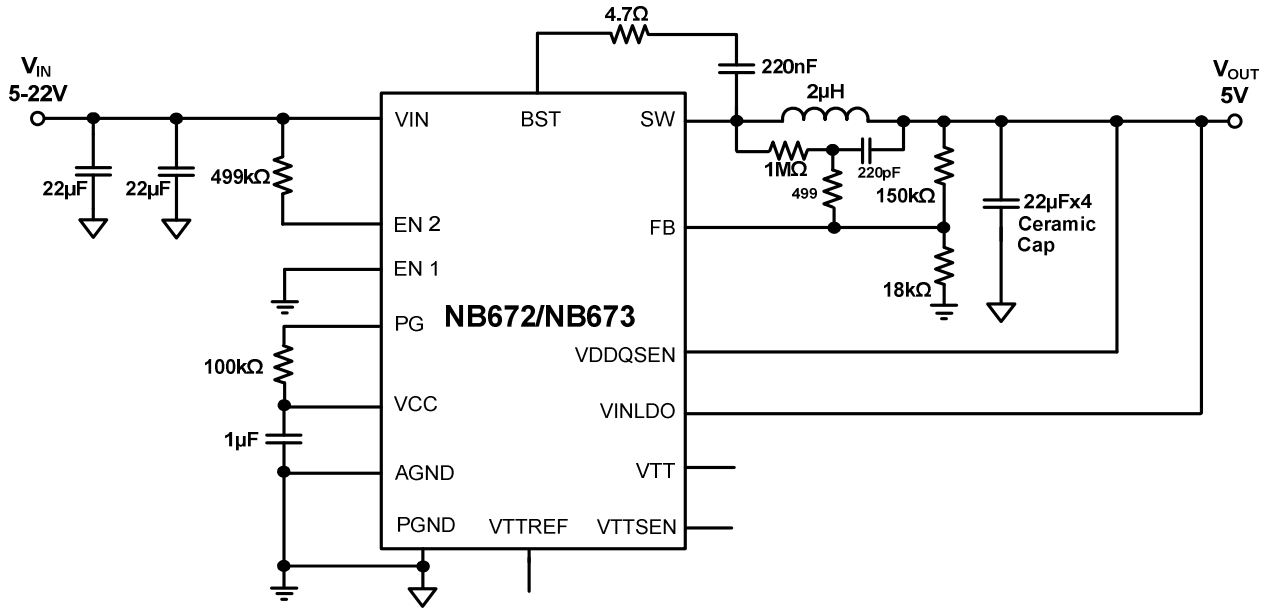 4.7Ω
220nF
VIN
5-22V
22µF
22µF
499kΩ
VIN
BST
SW
2µH
VOUT
5V
1MΩ
220pF
499
150kΩ
22µFx4
Ceramic
Cap
EN 2
FB
EN 1
18kΩ
PG
NB672/NB673
100kΩ
VDDQSEN
VCC
VINLDO
1µF
AGND
VTT
PGND
VTTREF
VTTSEN